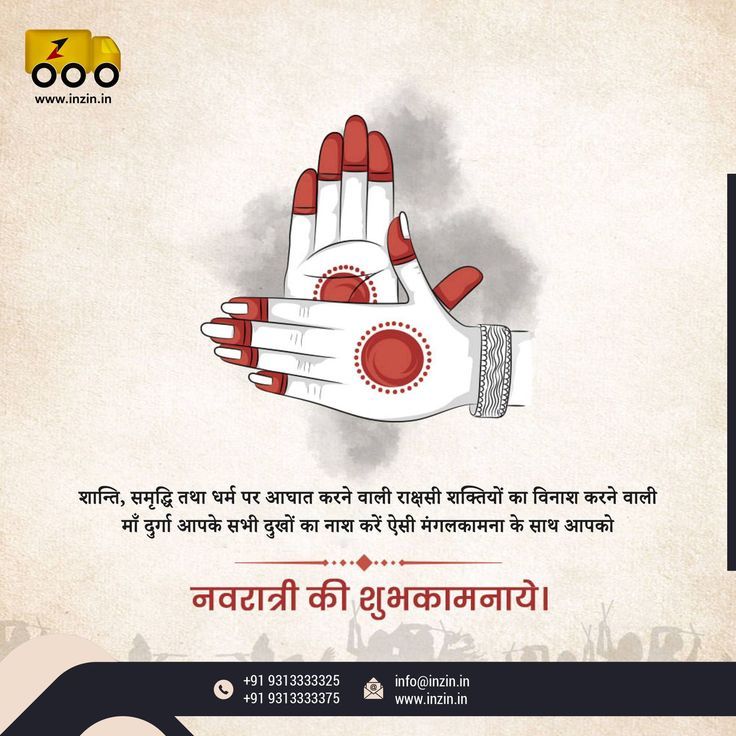 www.inzin.in
शान्ति, समृद्धि तथा धर्म पर आघात करने वाली राक्षसी शक्तियों का विनाश करने वाली
माँ दुर्गा आपके सभी दुखों का नाश करें ऐसी मंगलकामना के साथ आपको
नवरात्री की शुभकामनाये।
+91 9313333325
+91 9313333375
info@inzin.in
www.inzin.in